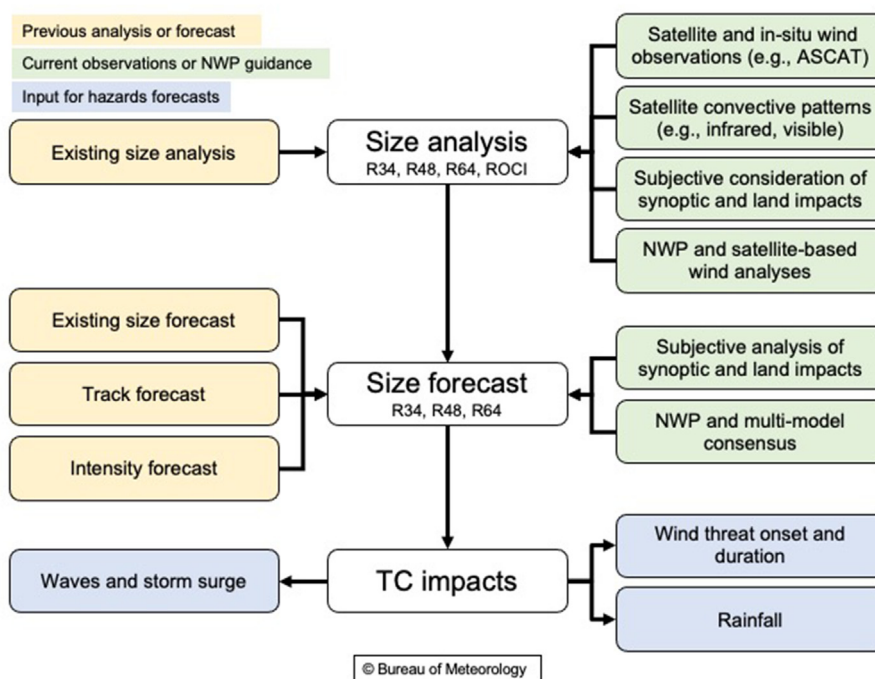 Previous analysis or forecast
Current observations or NWP guidance
Input for hazards forecasts
Existing size analysis
Size analysis
R34, R48, R64, ROCI
Satellite and in-situ wind
observations (e.g., ASCAT)
Satellite convective patterns
(e.g., infrared, visible)
Subjective consideration of
synoptic and land impacts
NWP and satellite-based
wind analyses
Existing size forecast
Track forecast
Intensity forecast
Size forecast
R34, R48, R64
Subjective analysis of
synoptic and land impacts
NWP and multi-model
consensus
Waves and storm surge
TC impacts
Wind threat onset and
duration
Rainfall
© Bureau of Meteorology